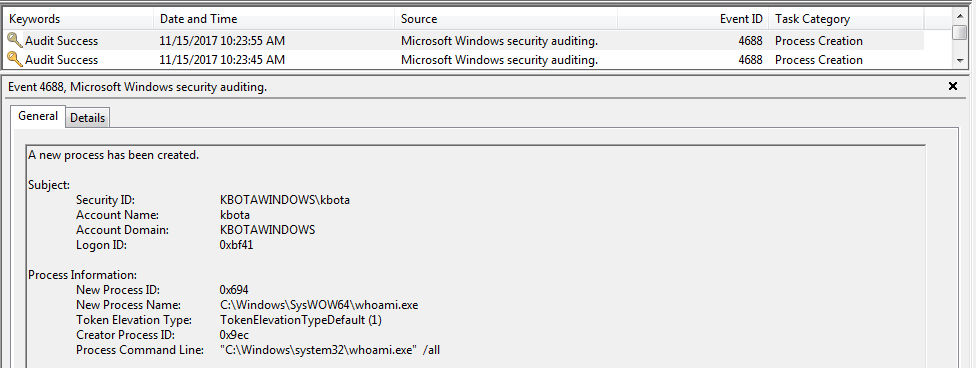 Keywords Date and Time Source Event ID Task Category
Audit Success 11/15/2017 10:23:55 AM Microsoft Windows security auditing. 4688 Process Creation
Audit Success 11/15/2017 10:23:45 AM Microsoft Windows security auditing. 4688 Process Creation
Event 4688, Microsoft Windows security auditing.
General Details
A new process has been created.
Subject:
Security ID: KBOTAWINDOWS\kbota
Account Name: kbota
Account Domain: KBOTAWINDOWS
Logon ID: 0xbf41
Process Information:
New Process ID: 0x694
New Process Name: C:\Windows\SysWOW64\whoami.exe
Token Elevation Type: TokenElevationTypeDefault (1)
Creator Process ID: 0x9ec
Process Command Line: "C:\Windows\system32\whoami.exe" /all